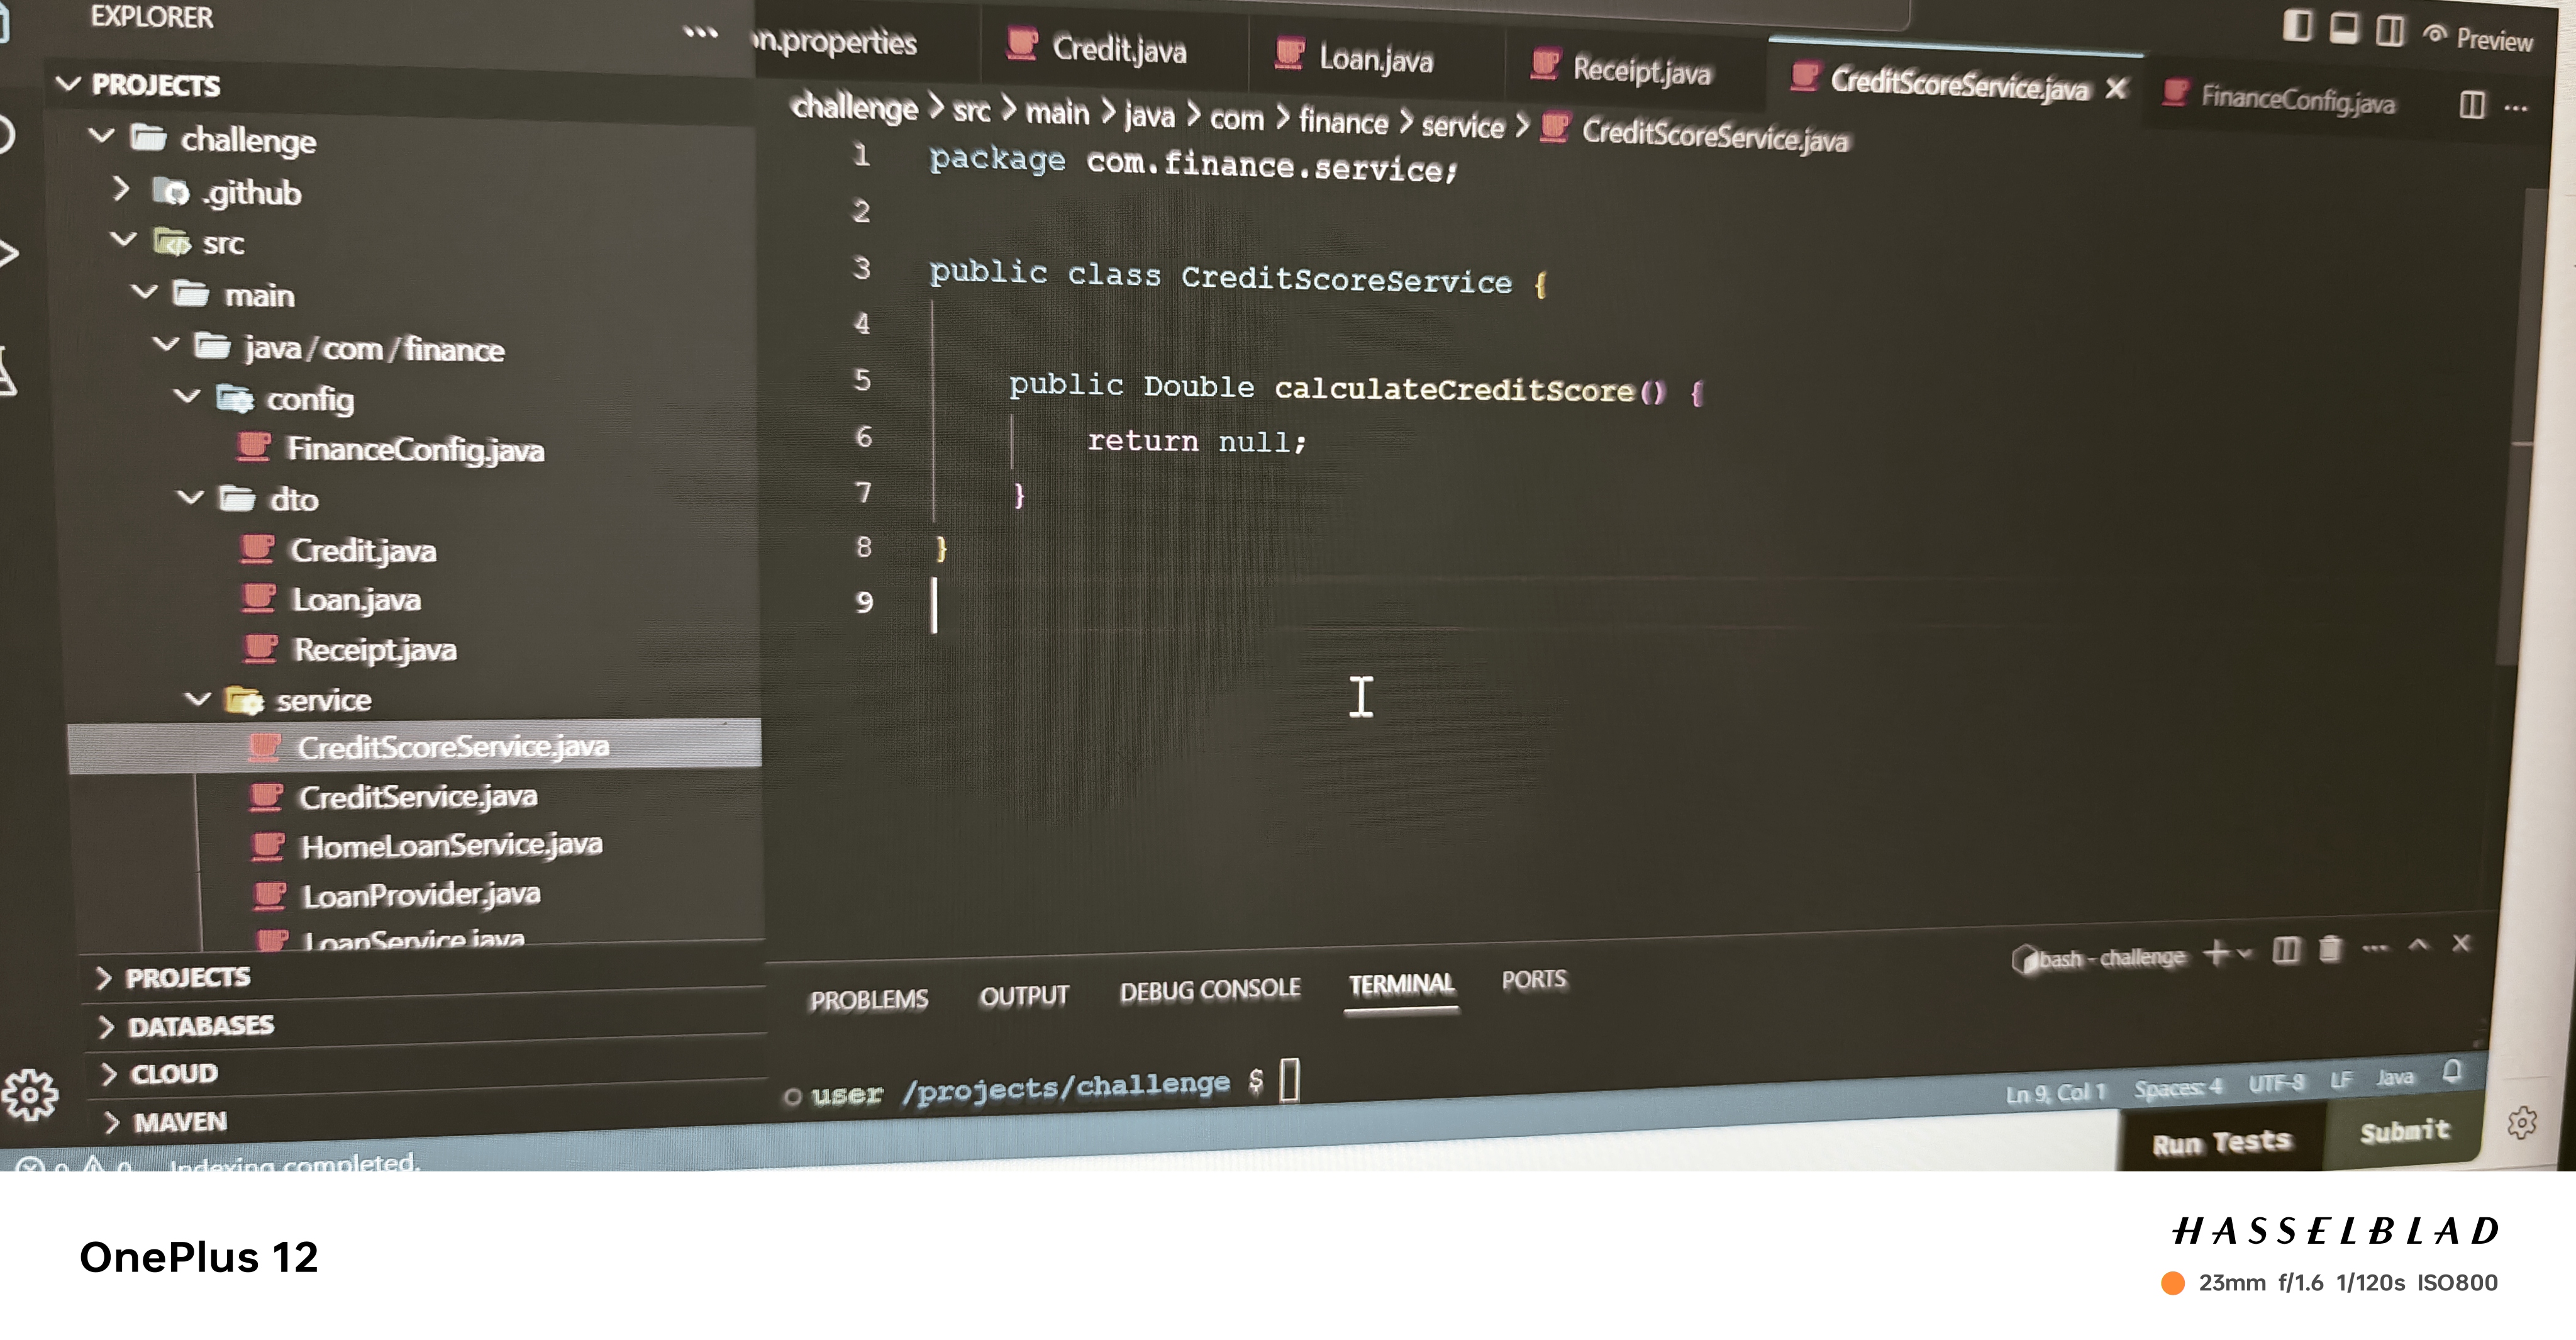 EXPLORER
PROJECTS
challenge
.github
src
main
java/com/finance
config
FinanceConfig.java
dto
Credit.java
Loan.java
Receipt.java
service
CreditScoreService.java
CreditService.java
HomeLoanService.java
LoanProvider.java
LoanService.java
PROJECTS
DATABASES
CLOUD
MAVEN
n.properties Credit.java Loan.java Receipt.java CreditScoreService.java FinanceConfig.java
Preview
challenge > src > main > java > com > finance > service > CreditScoreService.java
1 package com.finance.service;
2
3 public class CreditScoreService {
4
5 public Double calculateCreditScore() {
6 return null;
7 }
8 }
9
PROBLEMS OUTPUT DEBUG CONSOLE TERMINAL PORTS
bash - challenge
user /projects/challenge $
Ln 9, Col 1 Spaces: 4 UTF-8 LF Java
0 0 Indexing completed.
Run Tests Submit
OnePlus 12
HASSELBLAD
23mm f/1.6 1/120s ISO800